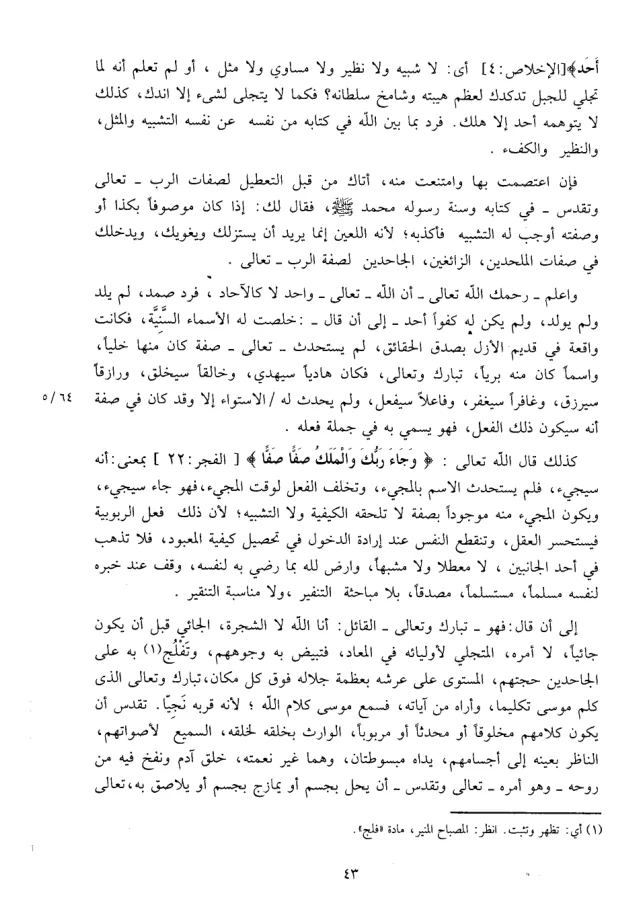 أَحَد﴾[الإخلاص:٤] أى: لا شبيه ولا نظير ولا مساوي ولا مثل ، أو لم تعلم أنه لما
تجلي للجبل تدكدك لعظم هيبته وشامخ سلطانه؟ فكما لا يتجلى لشىء إلا اندك، كذلك
لا يتوهمه أحد إلا هلك. فرد بما بين اللّه في كتابه من نفسه عن نفسه التشبيه والمثل،
والنظير والكفء .
فإن اعتصمت بها وامتنعت منه، أتاك من قبل التعطيل لصفات الرب ـ تعالى
وتقدس ـ في كتابه وسنة رسوله محمد ﷺ، فقال لك: إذا كان موصوفاً بكذا أو
وصفته أوجب له التشبيه فأكذبه؛ لأنه اللعين إنما يريد أن يستزلك ويغويك، ويدخلك
في صفات الملحدين، الزائغين، الجاحدين لصفة الرب ـ تعالى .
واعلم ـ رحمك اللّه تعالى ـ أن اللّه ـ تعالى ـ واحد لا كالآحاد ، فرد صمد، لم يلد
ولم يولد، ولم يكن له كفواً أحد ـ إلى أن قال ـ :خلصت له الأسماء السَّنيَّة، فكانت
واقعة في قديم الأزل بصدق الحقائق، لم يستحدث ـ تعالى ـ صفة كان منها خلياً،
واسماً كان منه برياً، تبارك وتعالى، فكان هادياً سيهدي، وخالقاً سيخلق، ورازقاً
سيرزق، وغافراً سيغفر، وفاعلاً سيفعل، ولم يحدث له /الاستواء إلا وقد كان في صفة ٥/٦٤
أنه سيكون ذلك الفعل، فهو يسمي به في جملة فعله .
كذلك قال اللّه تعالى : ﴿ وَجَاءَ رَبُّكَ وَالْمَلَكُ صَفًّا صَفًّا ﴾ [ الفجر:٢٢ ] بمعنى:أنه
سيجيء، فلم يستحدث الاسم بالمجيء، وتخلف الفعل لوقت المجيء،فهو جاء سيجيء،
ويكون المجيء منه موجوداً بصفة لا تلحقه الكيفية ولا التشبيه؛ لأن ذلك فعل الربوبية
فيستحسر العقل، وتنقطع النفس عند إرادة الدخول في تحصيل كيفية المعبود، فلا تذهب
في أحد الجانبين ، لا معطلا ولا مشبهاً، وارض للّه بما رضي به لنفسه، وقف عند خبره
لنفسه مسلماً، مستسلماً، مصدقاً، بلا مباحثة التنفير ،ولا مناسبة التنقير .
إلى أن قال:فهو ـ تبارك وتعالى ـ القائل: أنا اللّه لا الشجرة، الجائي قبل أن يكون
جائياً، لا أمره، المتجلي لأوليائه في المعاد، فتبيض به وجوههم، وتَفْلُج(١) به على
الجاحدين حجتهم، المستوى على عرشه بعظمة جلاله فوق كل مكان،تبارك وتعالى الذى
كلم موسى تكليما، وأراه من آياته، فسمع موسى كلام اللّه ؛ لأنه قربه نَجِيّا. تقدس أن
يكون كلامهم مخلوقاً أو محدثاً أو مربوباً، الوارث بخلقه لخلقه، السميع لأصواتهم،
الناظر بعينه إلى أجسامهم، يداه مبسوطتان، وهما غير نعمته، خلق آدم ونفخ فيه من
روحه ـ وهو أمره ـ تعالى وتقدس ـ أن يحل بجسم أو يمازج بجسم أو يلاصق به،تعالى
(١) أي: تظهر وتثبت. انظر: المصباح المنير، مادة «فلج».
٤٣